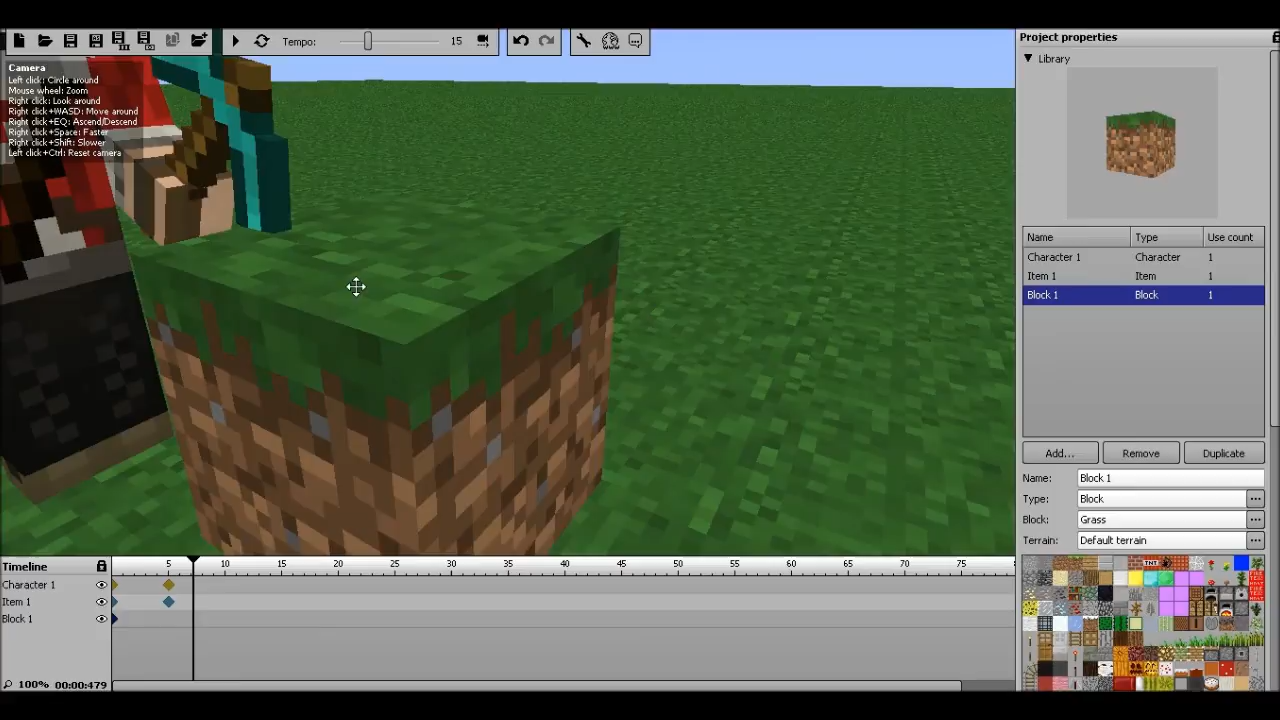 Tempo:
15
Project properties
Camera
Left click: Circle around
Mouse wheel: Zoom
Right click: Look around
Right click+WASD: Move around
Right click+EQ: Ascend/Descend
Right click+Space: Faster
Right click+Shift: Slower
Left click+Ctrl: Reset camera
Library
Name Type Use count
Character 1 Character 1
Item 1 Item 1
Block 1 Block 1
Add... Remove Duplicate
Name: Block 1
Type: Block ...
Block: Grass ...
Terrain: Default terrain ...
TNT
Timeline
5 10 15 20 25 30 35 40 45 50 55 60 65 70 75 80
Character 1
Item 1
Block 1
100% 00:00:479